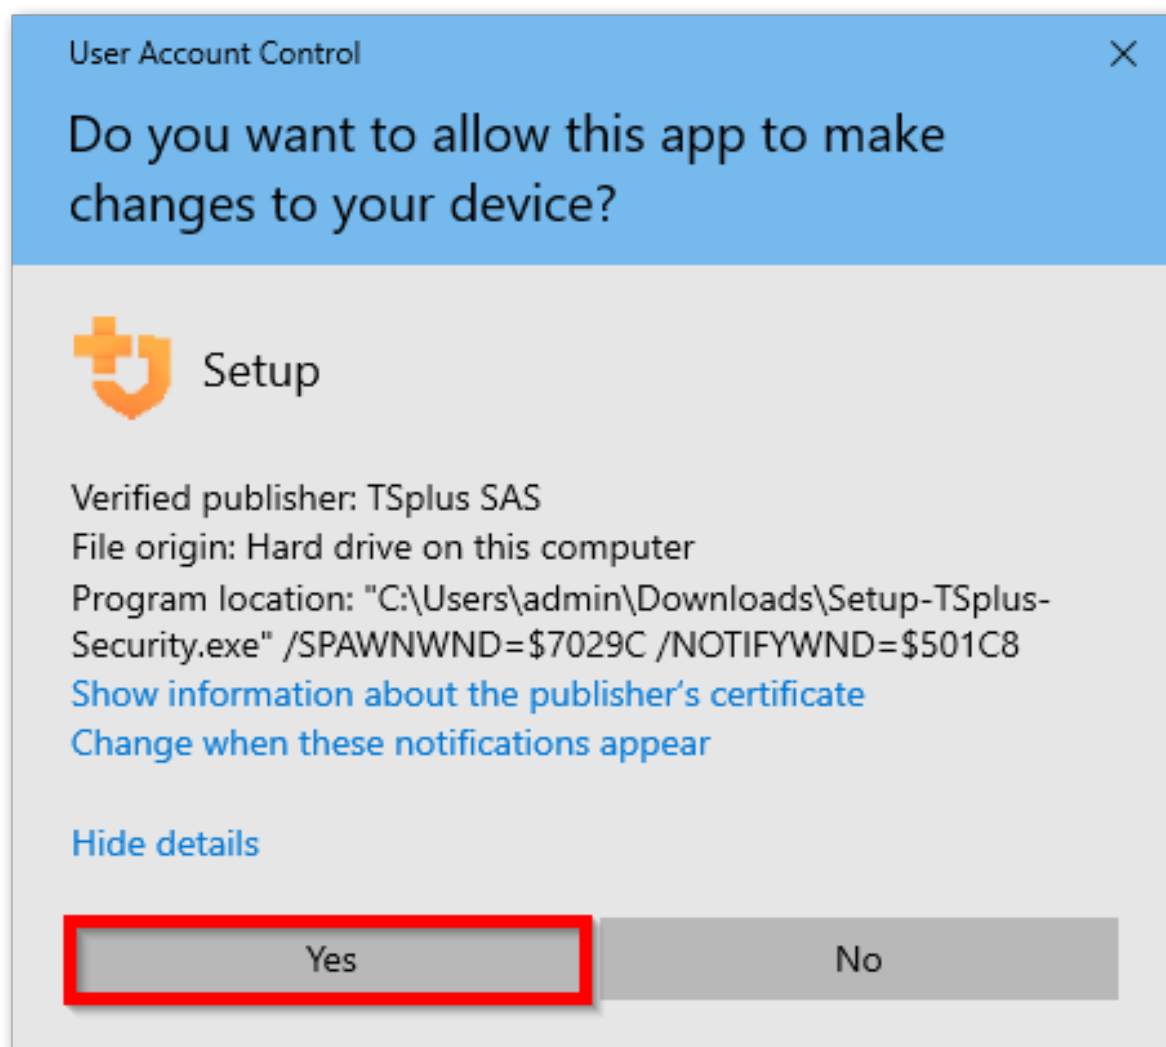 User Account Control
Do you want to allow this app to make
changes to your device?
Setup
Verified publisher: TSplus SAS
File origin: Hard drive on this computer
Program location: "C:\Users\admin\Downloads\Setup-TSplus-
Security.exe" /SPAWNWND=$7029C /NOTIFYWND=$501C8
Show information about the publisher's certificate
Change when these notifications appear
Hide details
Yes
No